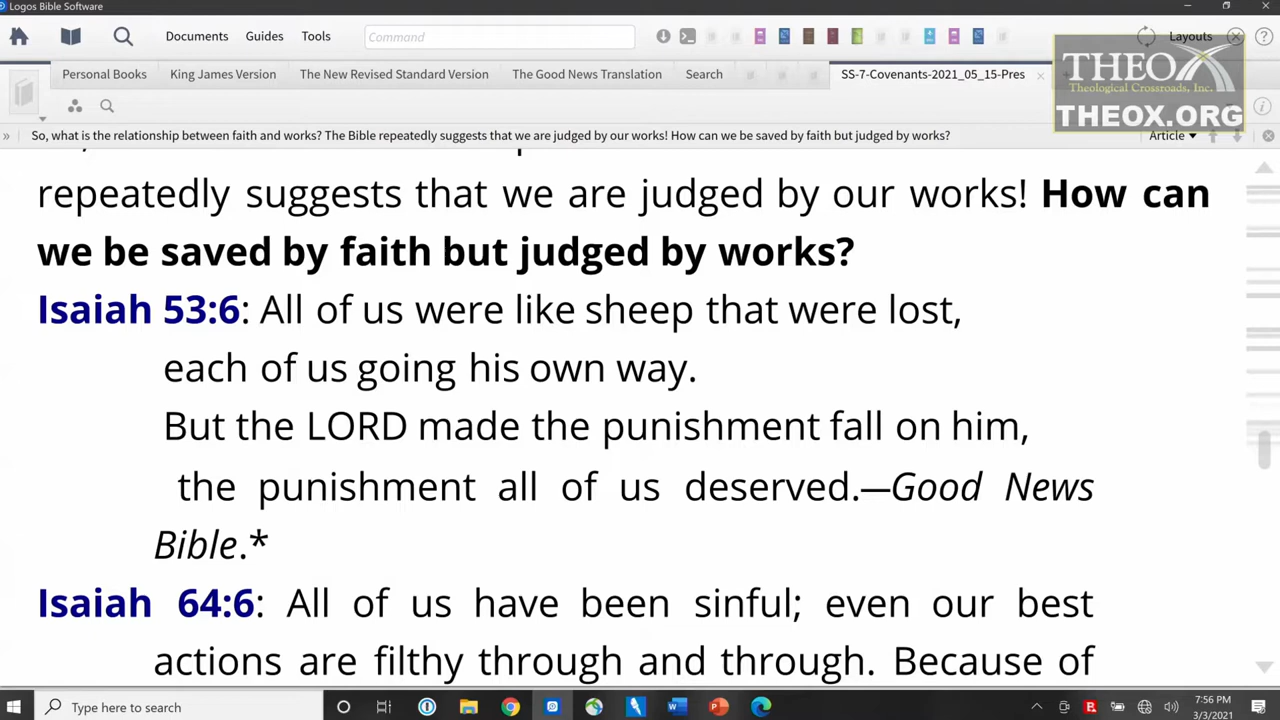 Logos Bible Software
Documents Guides Tools Command Layouts
Personal Books King James Version The New Revised Standard Version The Good News Translation Search SS-7-Covenants-2021_05_15-Pres
THEOX
Theological Crossroads, Inc.
THEOX.ORG
So, what is the relationship between faith and works? The Bible repeatedly suggests that we are judged by our works! How can we be saved by faith but judged by works? Article
repeatedly suggests that we are judged by our works! How can
we be saved by faith but judged by works?
Isaiah 53:6: All of us were like sheep that were lost,
each of us going his own way.
But the LORD made the punishment fall on him,
the punishment all of us deserved.—Good News
Bible.*
Isaiah 64:6: All of us have been sinful; even our best
actions are filthy through and through. Because of
Type here to search
7:56 PM
3/3/2021